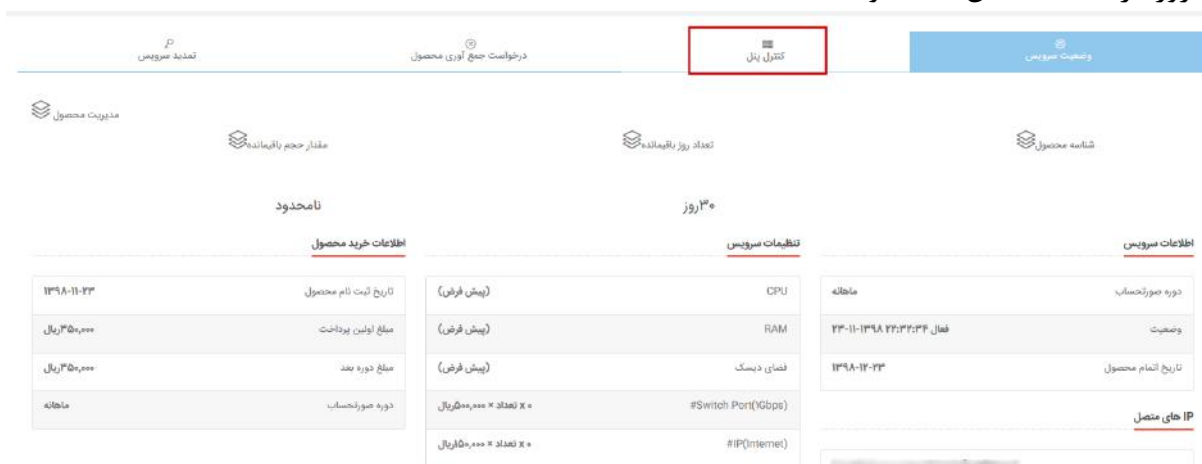 وضعیت سرویس
کنترل پنل
درخواست جمع آوری محصول
تمدید سرویس
مدیریت محصول
شناسه محصول
تعداد روز باقیمانده
مقدار حجم باقیمانده
۳۰روز
نامحدود
اطلاعات سرویس
دوره صورتحساب ماهانه
وضعیت فعال ۱۳۹۸-۱۱-۲۳ ۲۲:۳۲:۳۴
تاریخ اتمام محصول ۱۳۹۸-۱۲-۲۳
IP های متصل
تنظیمات سرویس
CPU (پیش فرض)
RAM (پیش فرض)
فضای دیسک (پیش فرض)
#Switch Port(۱Gbps) ۰ x تعداد × ۵۰۰,۰۰۰ریال
#IP(Internet) ۰ x تعداد × ۱۵۰,۰۰۰ریال
اطلاعات خرید محصول
تاریخ ثبت نام محصول ۱۳۹۸-۱۱-۲۳
مبلغ اولین پرداخت ۳۵۰,۰۰۰ریال
مبلغ دوره بعد ۳۵۰,۰۰۰ریال
دوره صورتحساب ماهانه